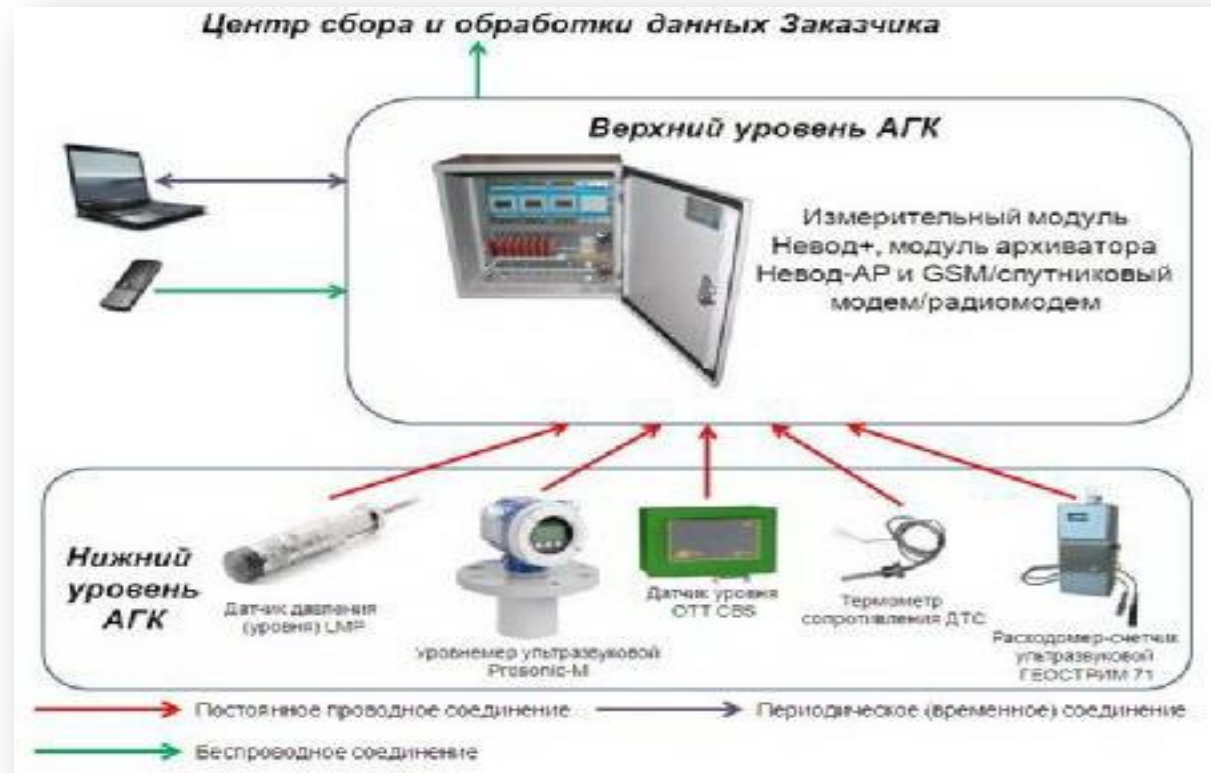 Центр сбора и обработки данных Заказчика
Верхний уровень АГК
Измерительный модуль
Невод+, модуль архиватора
Невод-АР и GSM/спутниковый
модем/радиомодем
Нижний
уровень
АГК
Датчик давления
(уровня) LMP
Уровнемер ультразвуковой
Prosonic-M
Датчик уровня
OTT CBS
Термометр
сопротивления ДТС
Расходомер-счетчик
ультразвуковой
ГЕОСТРИМ 71
Постоянное проводное соединение
Периодическое (временное) соединение
Беспроводное соединение